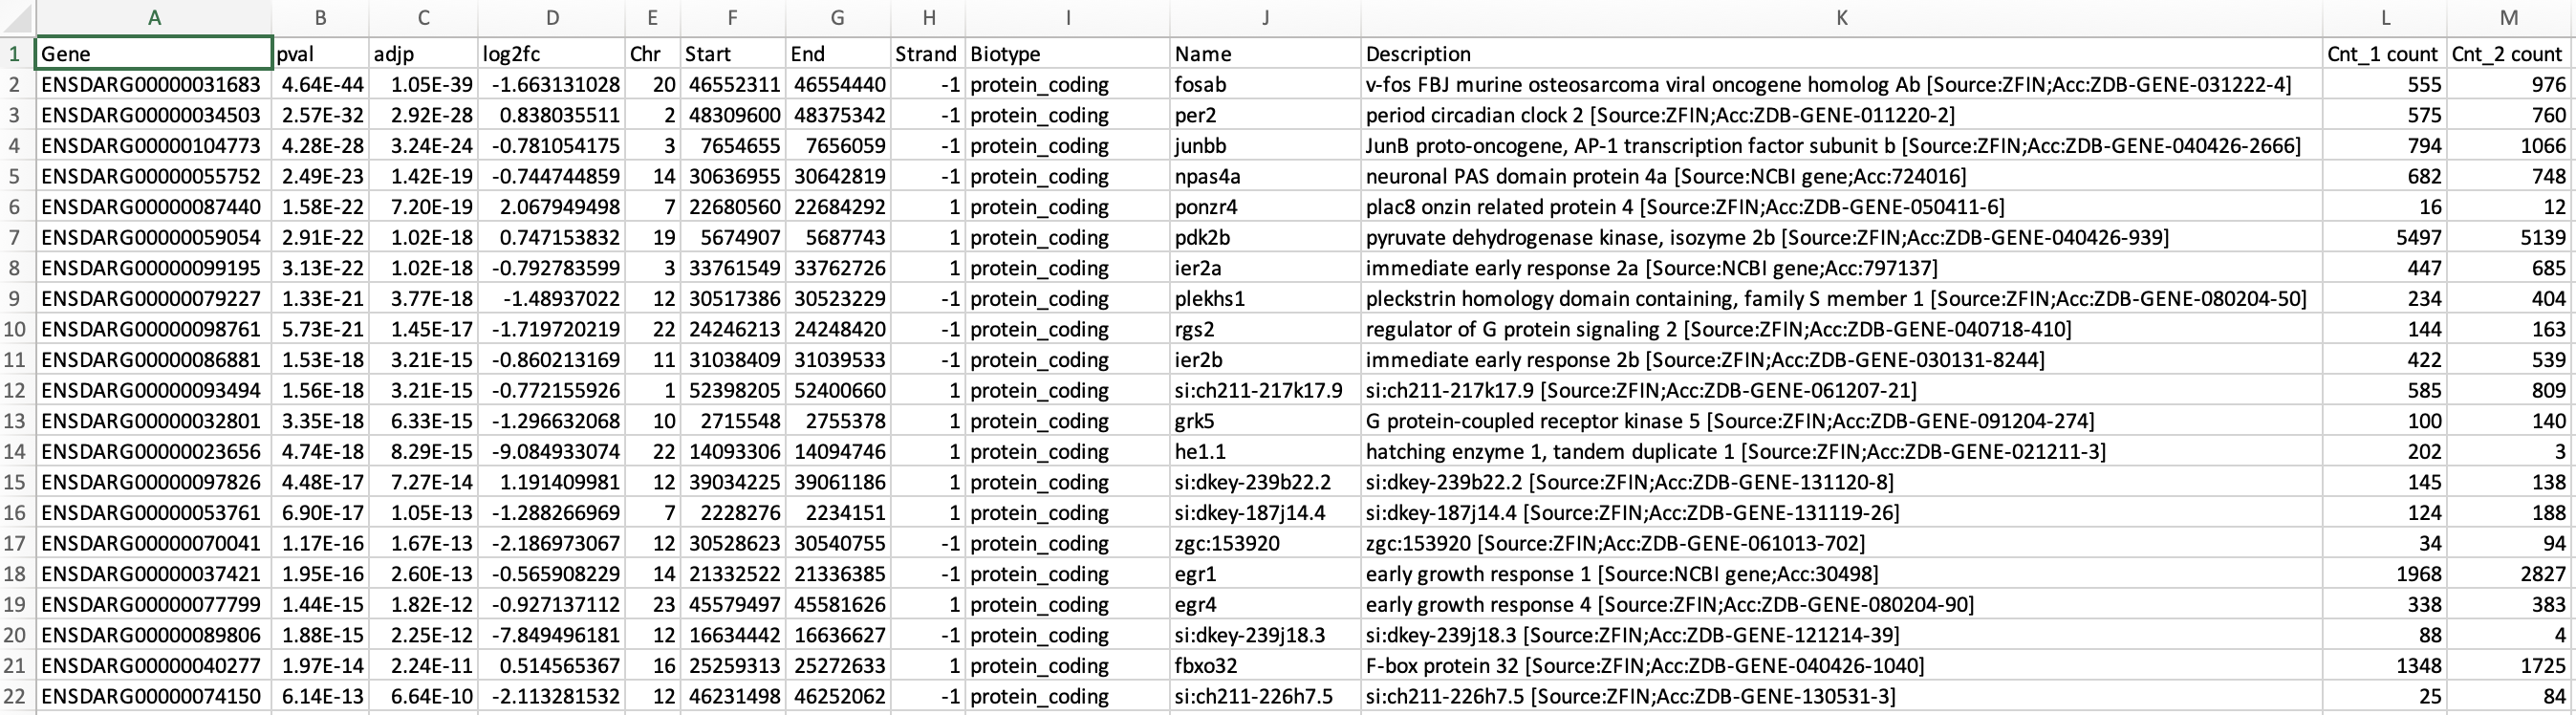 A B C D E F G H I J K L M
1 Gene pval adjp log2fc Chr Start End Strand Biotype Name Description Cnt_1 count Cnt_2 count
2 ENSDARG00000031683 4.64E-44 1.05E-39 -1.663131028 20 46552311 46554440 -1 protein_coding fosab v-fos FBJ murine osteosarcoma viral oncogene homolog Ab [Source:ZFIN;Acc:ZDB-GENE-031222-4] 555 976
3 ENSDARG00000034503 2.57E-32 2.92E-28 0.838035511 2 48309600 48375342 -1 protein_coding per2 period circadian clock 2 [Source:ZFIN;Acc:ZDB-GENE-011220-2] 575 760
4 ENSDARG00000104773 4.28E-28 3.24E-24 -0.781054175 3 7654655 7656059 -1 protein_coding junbb JunB proto-oncogene, AP-1 transcription factor subunit b [Source:ZFIN;Acc:ZDB-GENE-040426-2666] 794 1066
5 ENSDARG00000055752 2.49E-23 1.42E-19 -0.744744859 14 30636955 30642819 -1 protein_coding npas4a neuronal PAS domain protein 4a [Source:NCBI gene;Acc:724016] 682 748
6 ENSDARG00000087440 1.58E-22 7.20E-19 2.067949498 7 22680560 22684292 1 protein_coding ponzr4 plac8 onzin related protein 4 [Source:ZFIN;Acc:ZDB-GENE-050411-6] 16 12
7 ENSDARG00000059054 2.91E-22 1.02E-18 0.747153832 19 5674907 5687743 1 protein_coding pdk2b pyruvate dehydrogenase kinase, isozyme 2b [Source:ZFIN;Acc:ZDB-GENE-040426-939] 5497 5139
8 ENSDARG00000099195 3.13E-22 1.02E-18 -0.792783599 3 33761549 33762726 1 protein_coding ier2a immediate early response 2a [Source:NCBI gene;Acc:797137] 447 685
9 ENSDARG00000079227 1.33E-21 3.77E-18 -1.48937022 12 30517386 30523229 -1 protein_coding plekhs1 pleckstrin homology domain containing, family S member 1 [Source:ZFIN;Acc:ZDB-GENE-080204-50] 234 404
10 ENSDARG00000098761 5.73E-21 1.45E-17 -1.719720219 22 24246213 24248420 -1 protein_coding rgs2 regulator of G protein signaling 2 [Source:ZFIN;Acc:ZDB-GENE-040718-410] 144 163
11 ENSDARG00000086881 1.53E-18 3.21E-15 -0.860213169 11 31038409 31039533 -1 protein_coding ier2b immediate early response 2b [Source:ZFIN;Acc:ZDB-GENE-030131-8244] 422 539
12 ENSDARG00000093494 1.56E-18 3.21E-15 -0.772155926 1 52398205 52400660 1 protein_coding si:ch211-217k17.9 si:ch211-217k17.9 [Source:ZFIN;Acc:ZDB-GENE-061207-21] 585 809
13 ENSDARG00000032801 3.35E-18 6.33E-15 -1.296632068 10 2715548 2755378 1 protein_coding grk5 G protein-coupled receptor kinase 5 [Source:ZFIN;Acc:ZDB-GENE-091204-274] 100 140
14 ENSDARG00000023656 4.74E-18 8.29E-15 -9.084933074 22 14093306 14094746 1 protein_coding he1.1 hatching enzyme 1, tandem duplicate 1 [Source:ZFIN;Acc:ZDB-GENE-021211-3] 202 3
15 ENSDARG00000097826 4.48E-17 7.27E-14 1.191409981 12 39034225 39061186 1 protein_coding si:dkey-239b22.2 si:dkey-239b22.2 [Source:ZFIN;Acc:ZDB-GENE-131120-8] 145 138
16 ENSDARG00000053761 6.90E-17 1.05E-13 -1.288266969 7 2228276 2234151 1 protein_coding si:dkey-187j14.4 si:dkey-187j14.4 [Source:ZFIN;Acc:ZDB-GENE-131119-26] 124 188
17 ENSDARG00000070041 1.17E-16 1.67E-13 -2.186973067 12 30528623 30540755 -1 protein_coding zgc:153920 zgc:153920 [Source:ZFIN;Acc:ZDB-GENE-061013-702] 34 94
18 ENSDARG00000037421 1.95E-16 2.60E-13 -0.565908229 14 21332522 21336385 -1 protein_coding egr1 early growth response 1 [Source:NCBI gene;Acc:30498] 1968 2827
19 ENSDARG00000077799 1.44E-15 1.82E-12 -0.927137112 23 45579497 45581626 1 protein_coding egr4 early growth response 4 [Source:ZFIN;Acc:ZDB-GENE-080204-90] 338 383
20 ENSDARG00000089806 1.88E-15 2.25E-12 -7.849496181 12 16634442 16636627 -1 protein_coding si:dkey-239j18.3 si:dkey-239j18.3 [Source:ZFIN;Acc:ZDB-GENE-121214-39] 88 4
21 ENSDARG00000040277 1.97E-14 2.24E-11 0.514565367 16 25259313 25272633 1 protein_coding fbxo32 F-box protein 32 [Source:ZFIN;Acc:ZDB-GENE-040426-1040] 1348 1725
22 ENSDARG00000074150 6.14E-13 6.64E-10 -2.113281532 12 46231498 46252062 -1 protein_coding si:ch211-226h7.5 si:ch211-226h7.5 [Source:ZFIN;Acc:ZDB-GENE-130531-3] 25 84